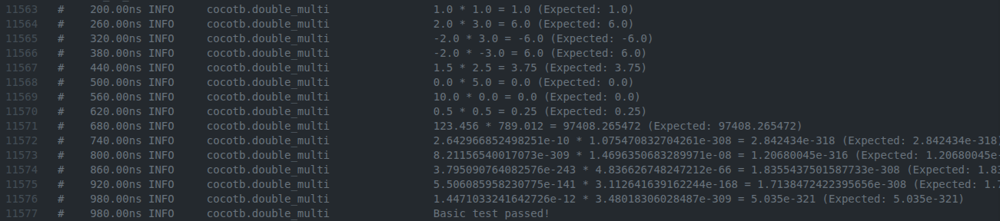 11563 # 200.00ns INFO cocotb.double_multi 1.0 * 1.0 = 1.0 (Expected: 1.0)
11564 # 260.00ns INFO cocotb.double_multi 2.0 * 3.0 = 6.0 (Expected: 6.0)
11565 # 320.00ns INFO cocotb.double_multi -2.0 * 3.0 = -6.0 (Expected: -6.0)
11566 # 380.00ns INFO cocotb.double_multi -2.0 * -3.0 = 6.0 (Expected: 6.0)
11567 # 440.00ns INFO cocotb.double_multi 1.5 * 2.5 = 3.75 (Expected: 3.75)
11568 # 500.00ns INFO cocotb.double_multi 0.0 * 5.0 = 0.0 (Expected: 0.0)
11569 # 560.00ns INFO cocotb.double_multi 10.0 * 0.0 = 0.0 (Expected: 0.0)
11570 # 620.00ns INFO cocotb.double_multi 0.5 * 0.5 = 0.25 (Expected: 0.25)
11571 # 680.00ns INFO cocotb.double_multi 123.456 * 789.012 = 97408.265472 (Expected: 97408.265472)
11572 # 740.00ns INFO cocotb.double_multi 2.642966852498251e-10 * 1.075470832704261e-308 = 2.842434e-318 (Expected: 2.842434e-318)
11573 # 800.00ns INFO cocotb.double_multi 8.21156540017073e-309 * 1.4696350683289971e-08 = 1.20680045e-316 (Expected: 1.20680045e-
11574 # 860.00ns INFO cocotb.double_multi 3.795090764082576e-243 * 4.836626748247212e-66 = 1.8355437501587733e-308 (Expected: 1.83
11575 # 920.00ns INFO cocotb.double_multi 5.506085958230775e-141 * 3.112641639162244e-168 = 1.7138472422395656e-308 (Expected: 1.7
11576 # 980.00ns INFO cocotb.double_multi 1.4471033241642726e-12 * 3.48018306028487e-309 = 5.035e-321 (Expected: 5.035e-321)
11577 # 980.00ns INFO cocotb.double_multi Basic test passed!